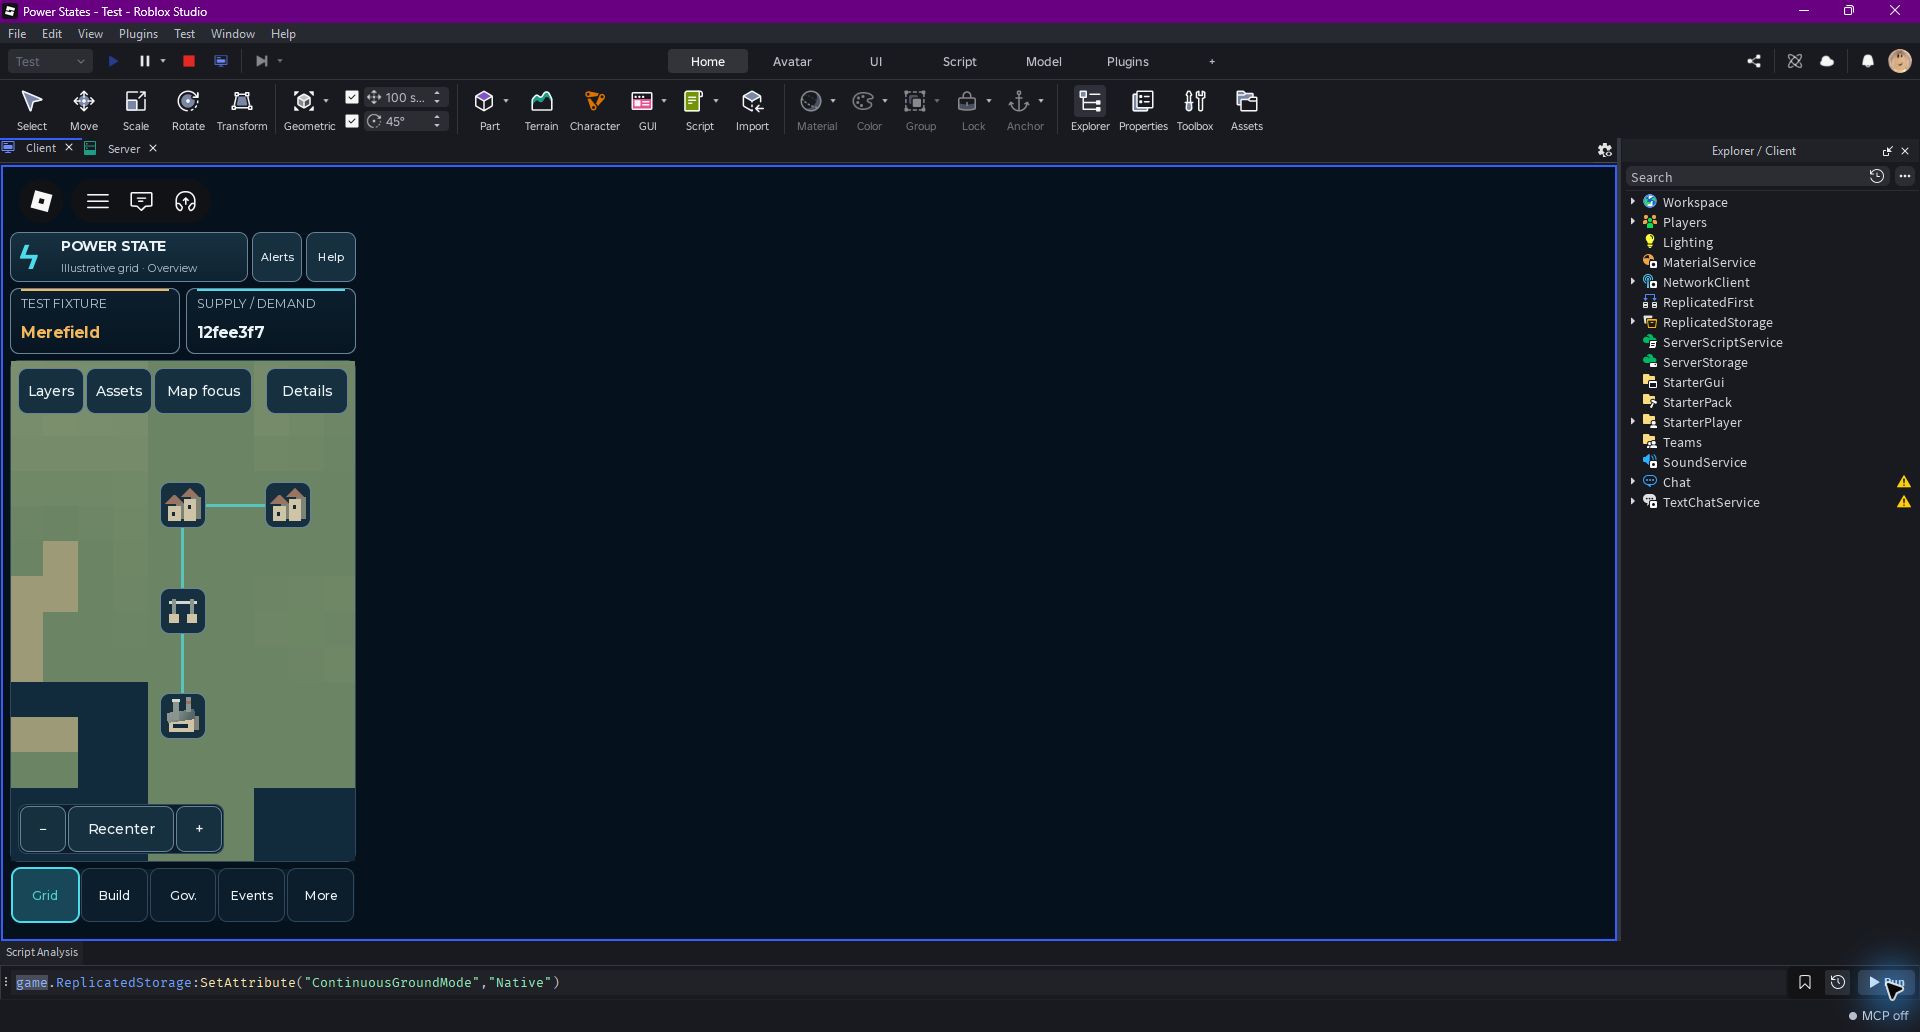 Power States - Test - Roblox Studio
File Edit View Plugins Test Window Help
Test
Home Avatar UI Script Model Plugins +
Select Move Scale Rotate Transform Geometric 100 s... 45° Part Terrain Character GUI Script Import Material Color Group Lock Anchor Explorer Properties Toolbox Assets
Client Server
Explorer / Client
Search
Workspace
Players
Lighting
MaterialService
NetworkClient
ReplicatedFirst
ReplicatedStorage
ServerScriptService
ServerStorage
StarterGui
StarterPack
StarterPlayer
Teams
SoundService
Chat
TextChatService
POWER STATE
Illustrative grid · Overview
Alerts Help
TEST FIXTURE
Merefield
SUPPLY / DEMAND
12fee3f7
Layers Assets Map focus Details
− Recenter +
Grid Build Gov. Events More
Script Analysis
game.ReplicatedStorage:SetAttribute("ContinuousGroundMode","Native")
MCP off